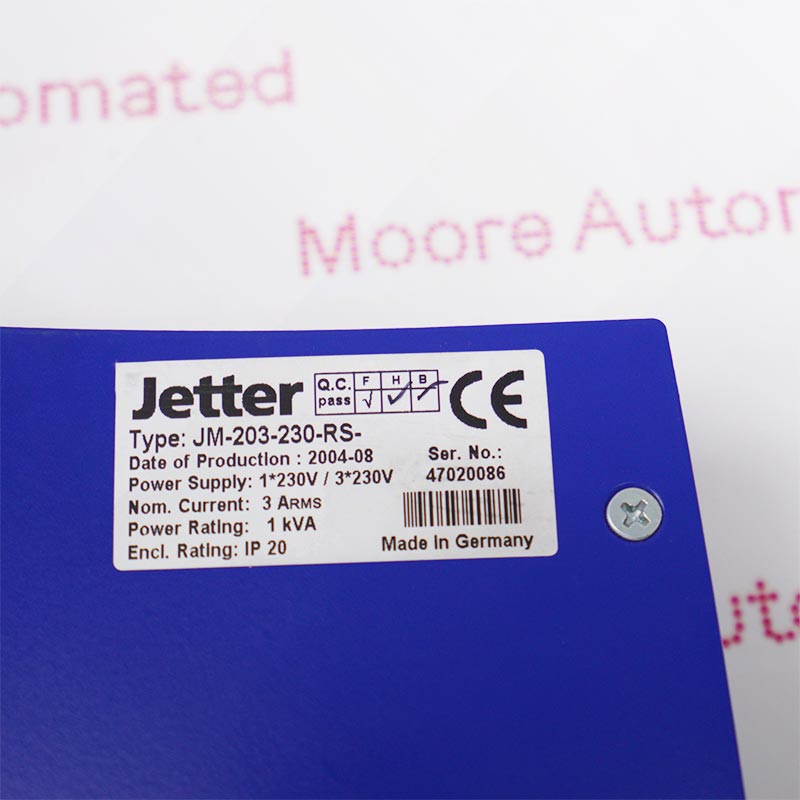 omated
Moore Autom
uto
Jetter
Q.C. pass F H B
√
CE
Type: JM-203-230-RS-
Date of Production : 2004-08
Ser. No.:
Power Supply: 1*230V / 3*230V
47020086
Nom. Current: 3 ARMS
Power Rating: 1 kVA
Encl. Rating: IP 20
Made In Germany